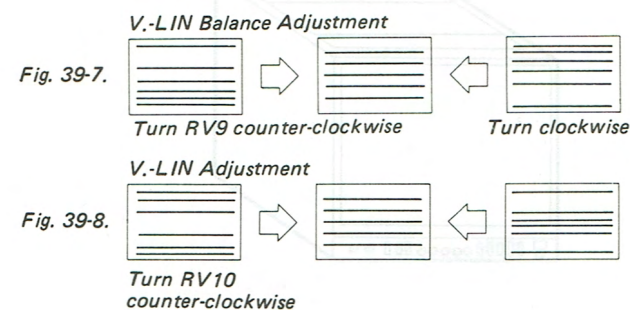 V.-LIN Balance Adjustment
Fig. 39-7.
Turn RV9 counter-clockwise
Turn clockwise
V.-LIN Adjustment
Fig. 39-8.
Turn RV10
counter-clockwise